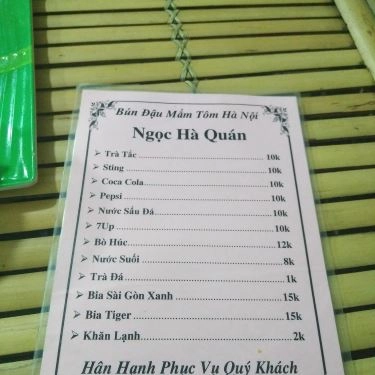 Bún Đậu Mắm Tôm Hà Nội
Ngọc Hà Quán
➢ Trà Tắc 10k
➢ Sting 10k
➢ Coca Cola 10k
➢ Pepsi 10k
➢ Nước Sấu Đá 10k
➢ 7Up 10k
➢ Bò Húc 12k
➢ Nước Suối 8k
➢ Trà Đá 1k
➢ Bia Sài Gòn Xanh 15k
➢ Bia Tiger 15k
➢ Khăn Lạnh 2k
Hân Hạnh Phục Vụ Quý Khách